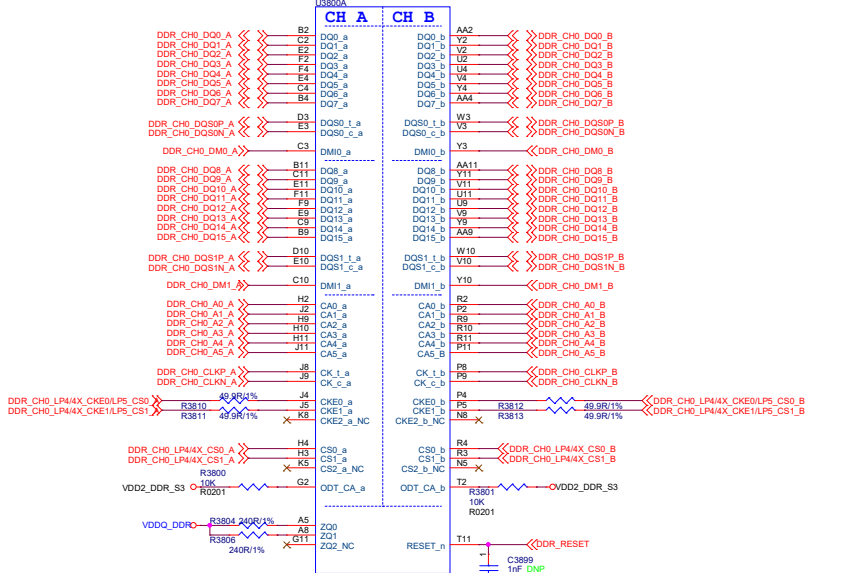 U3800A
CH A CH B
DDR_CH0_DQ0_A B2 DQ0_a DQ0_b AA2 DDR_CH0_DQ0_B
DDR_CH0_DQ1_A C2 DQ1_a DQ1_b Y2 DDR_CH0_DQ1_B
DDR_CH0_DQ2_A E2 DQ2_a DQ2_b V2 DDR_CH0_DQ2_B
DDR_CH0_DQ3_A F2 DQ3_a DQ3_b U2 DDR_CH0_DQ3_B
DDR_CH0_DQ4_A F4 DQ4_a DQ4_b U4 DDR_CH0_DQ4_B
DDR_CH0_DQ5_A E4 DQ5_a DQ5_b V4 DDR_CH0_DQ5_B
DDR_CH0_DQ6_A C4 DQ6_a DQ6_b Y4 DDR_CH0_DQ6_B
DDR_CH0_DQ7_A B4 DQ7_a DQ7_b AA4 DDR_CH0_DQ7_B
DDR_CH0_DQS0P_A D3 DQS0_t_a DQS0_t_b W3 DDR_CH0_DQS0P_B
DDR_CH0_DQS0N_A E3 DQS0_c_a DQS0_c_b V3 DDR_CH0_DQS0N_B
DDR_CH0_DM0_A C3 DMI0_a DMI0_b Y3 DDR_CH0_DM0_B
DDR_CH0_DQ8_A B11 DQ8_a DQ8_b AA11 DDR_CH0_DQ8_B
DDR_CH0_DQ9_A C11 DQ9_a DQ9_b Y11 DDR_CH0_DQ9_B
DDR_CH0_DQ10_A E11 DQ10_a DQ10_b V11 DDR_CH0_DQ10_B
DDR_CH0_DQ11_A F11 DQ11_a DQ11_b U11 DDR_CH0_DQ11_B
DDR_CH0_DQ12_A F9 DQ12_a DQ12_b U9 DDR_CH0_DQ12_B
DDR_CH0_DQ13_A E9 DQ13_a DQ13_b V9 DDR_CH0_DQ13_B
DDR_CH0_DQ14_A C9 DQ14_a DQ14_b Y9 DDR_CH0_DQ14_B
DDR_CH0_DQ15_A B9 DQ15_a DQ15_b AA9 DDR_CH0_DQ15_B
DDR_CH0_DQS1P_A D10 DQS1_t_a DQS1_t_b W10 DDR_CH0_DQS1P_B
DDR_CH0_DQS1N_A E10 DQS1_c_a DQS1_c_b V10 DDR_CH0_DQS1N_B
DDR_CH0_DM1_A C10 DMI1_a DMI1_b Y10 DDR_CH0_DM1_B
DDR_CH0_A0_A H2 CA0_a CA0_b R2 DDR_CH0_A0_B
DDR_CH0_A1_A J2 CA1_a CA1_b P2 DDR_CH0_A1_B
DDR_CH0_A2_A H9 CA2_a CA2_b R9 DDR_CH0_A2_B
DDR_CH0_A3_A H10 CA3_a CA3_b R10 DDR_CH0_A3_B
DDR_CH0_A4_A H11 CA4_a CA4_b R11 DDR_CH0_A4_B
DDR_CH0_A5_A J11 CA5_a CA5_B P11 DDR_CH0_A5_B
DDR_CH0_CLKP_A J8 CK_t_a CK_t_b P8 DDR_CH0_CLKP_B
DDR_CH0_CLKN_A J9 CK_c_a CK_c_b P9 DDR_CH0_CLKN_B
DDR_CH0_LP4/4X_CKE0/LP5_CS0 49.9R/1% J4 CKE0_a CKE0_b P4 DDR_CH0_LP4/4X_CKE0/LP5_CS0_B
DDR_CH0_LP4/4X_CKE1/LP5_CS1 R3810 J5 CKE1_a CKE1_b P5 R3812 49.9R/1% DDR_CH0_LP4/4X_CKE1/LP5_CS1_B
R3811 49.9R/1% K8 CKE2_a_NC CKE2_b_NC N8 R3813 49.9R/1%
DDR_CH0_LP4/4X_CS0_A H4 CS0_a CS0_b R4 DDR_CH0_LP4/4X_CS0_B
DDR_CH0_LP4/4X_CS1_A H3 CS1_a CS1_b R3 DDR_CH0_LP4/4X_CS1_B
K5 CS2_a_NC CS2_b_NC N5
R3800
10K
VDD2_DDR_S3 G2 ODT_CA_a ODT_CA_b T2 VDD2_DDR_S3
R0201
R3801
10K
R0201
VDDQ_DDR R3804 240R/1% A5 ZQ0
A8 ZQ1
R3806 G11 ZQ2_NC RESET_n T11 DDR_RESET
240R/1%
1
C3899
1nF DNP